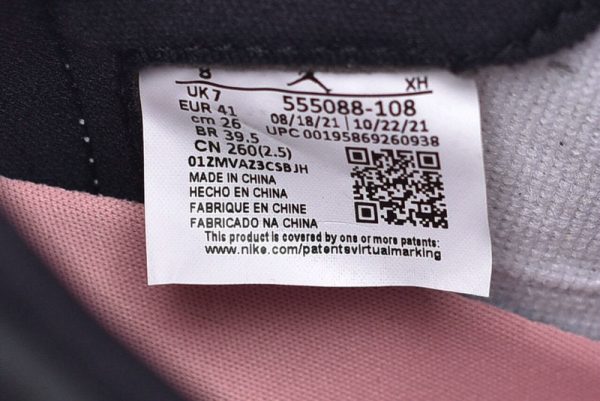 8 XH
UK 7
EUR 41 555088-108
cm 26 08/18/21 10/22/21
BR 39.5 UPC 00195869260938
CN 260(2.5)
01ZMVAZ3CSBJH
MADE IN CHINA
HECHO EN CHINA
FABRIQUE EN CHINE
FABRICADO NA CHINA
This product is covered by one or more patents:
www.nike.com/patentsvirtualmarking